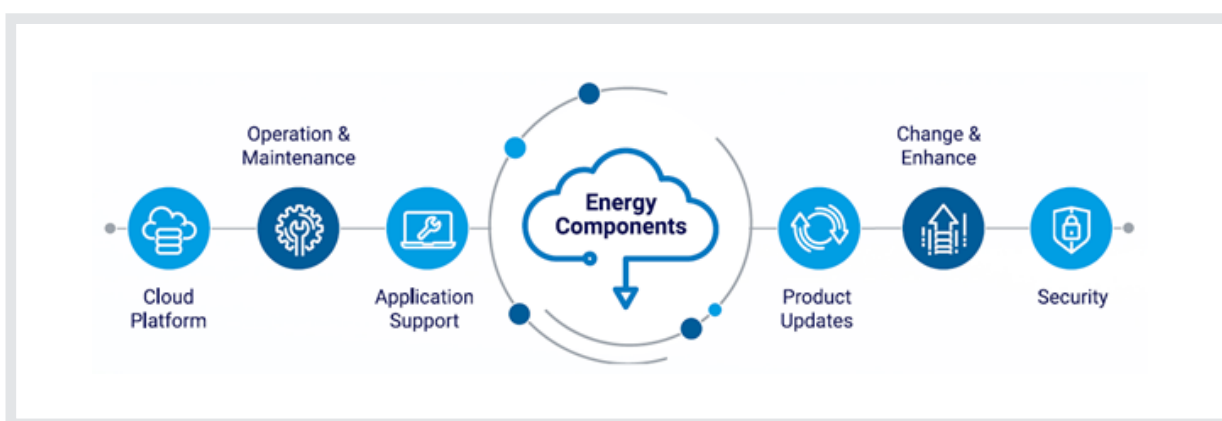 Operation &
Maintenance
Change &
Enhance
Energy
Components
Cloud
Platform
Application
Support
Product
Updates
Security